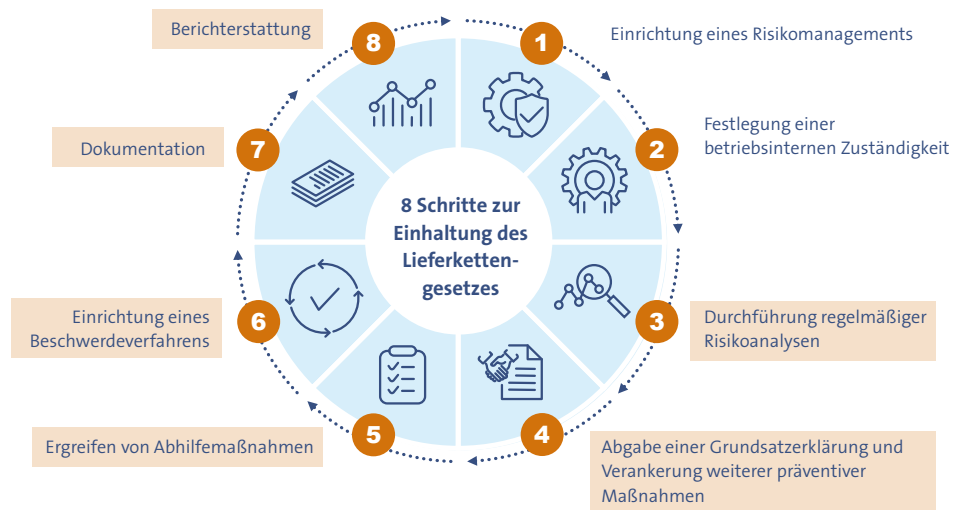 8 Schritte zur
Einhaltung des
Lieferketten-
gesetzes
1
Einrichtung eines Risikomanagements
2
Festlegung einer
betriebsinternen Zuständigkeit
3
Durchführung regelmäßiger
Risikoanalysen
4
Abgabe einer Grundsatzerklärung und
Verankerung weiterer präventiver
Maßnahmen
5
Ergreifen von Abhilfemaßnahmen
6
Einrichtung eines
Beschwerdeverfahrens
7
Dokumentation
8
Berichterstattung